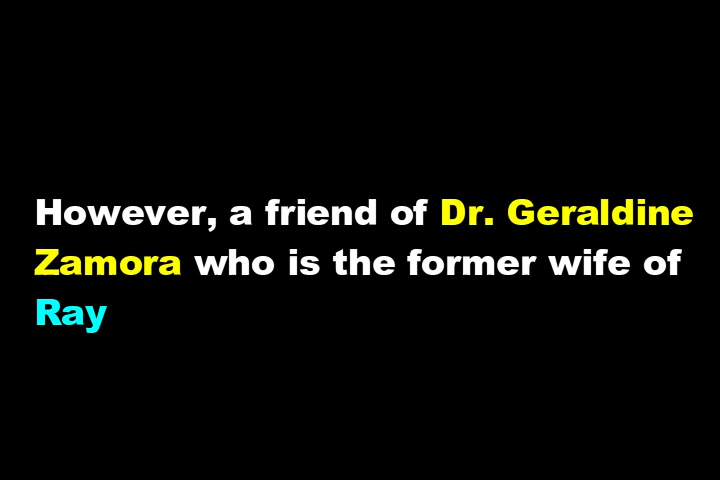 However, a friend of Dr. Geraldine
Zamora who is the former wife of
Ray